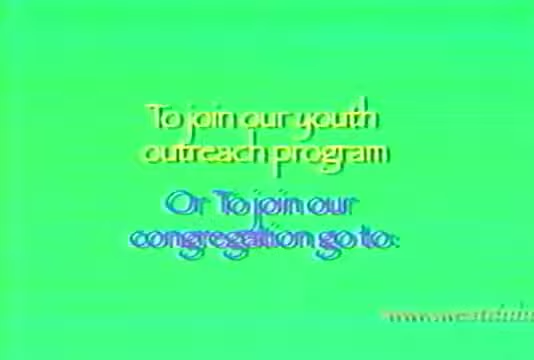 To join our youth
outreach program
Or To join our
congregation go to: